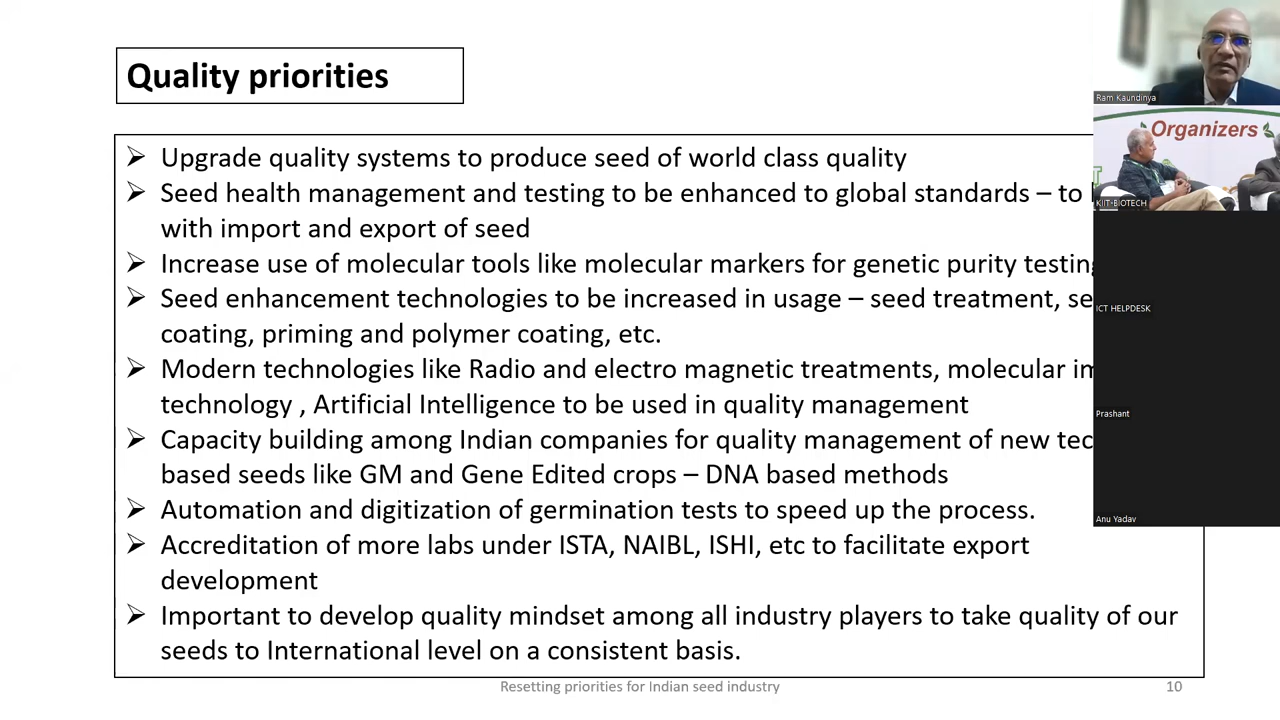 Quality priorities
➢ Upgrade quality systems to produce seed of world class quality
➢ Seed health management and testing to be enhanced to global standards – to
with import and export of seed
➢ Increase use of molecular tools like molecular markers for genetic purity testing
➢ Seed enhancement technologies to be increased in usage – seed treatment,
coating, priming and polymer coating, etc.
➢ Modern technologies like Radio and electro magnetic treatments, molecular
technology , Artificial Intelligence to be used in quality management
➢ Capacity building among Indian companies for quality management of new
based seeds like GM and Gene Edited crops – DNA based methods
➢ Automation and digitization of germination tests to speed up the process.
➢ Accreditation of more labs under ISTA, NAIBL, ISHI, etc to facilitate export
development
➢ Important to develop quality mindset among all industry players to take quality of our
seeds to International level on a consistent basis.
Resetting priorities for Indian seed industry
10
Ram Kaundinya
Organizers
KIIT-BIOTECH
ICT HELPDESK
Prashant
Anu Yadav